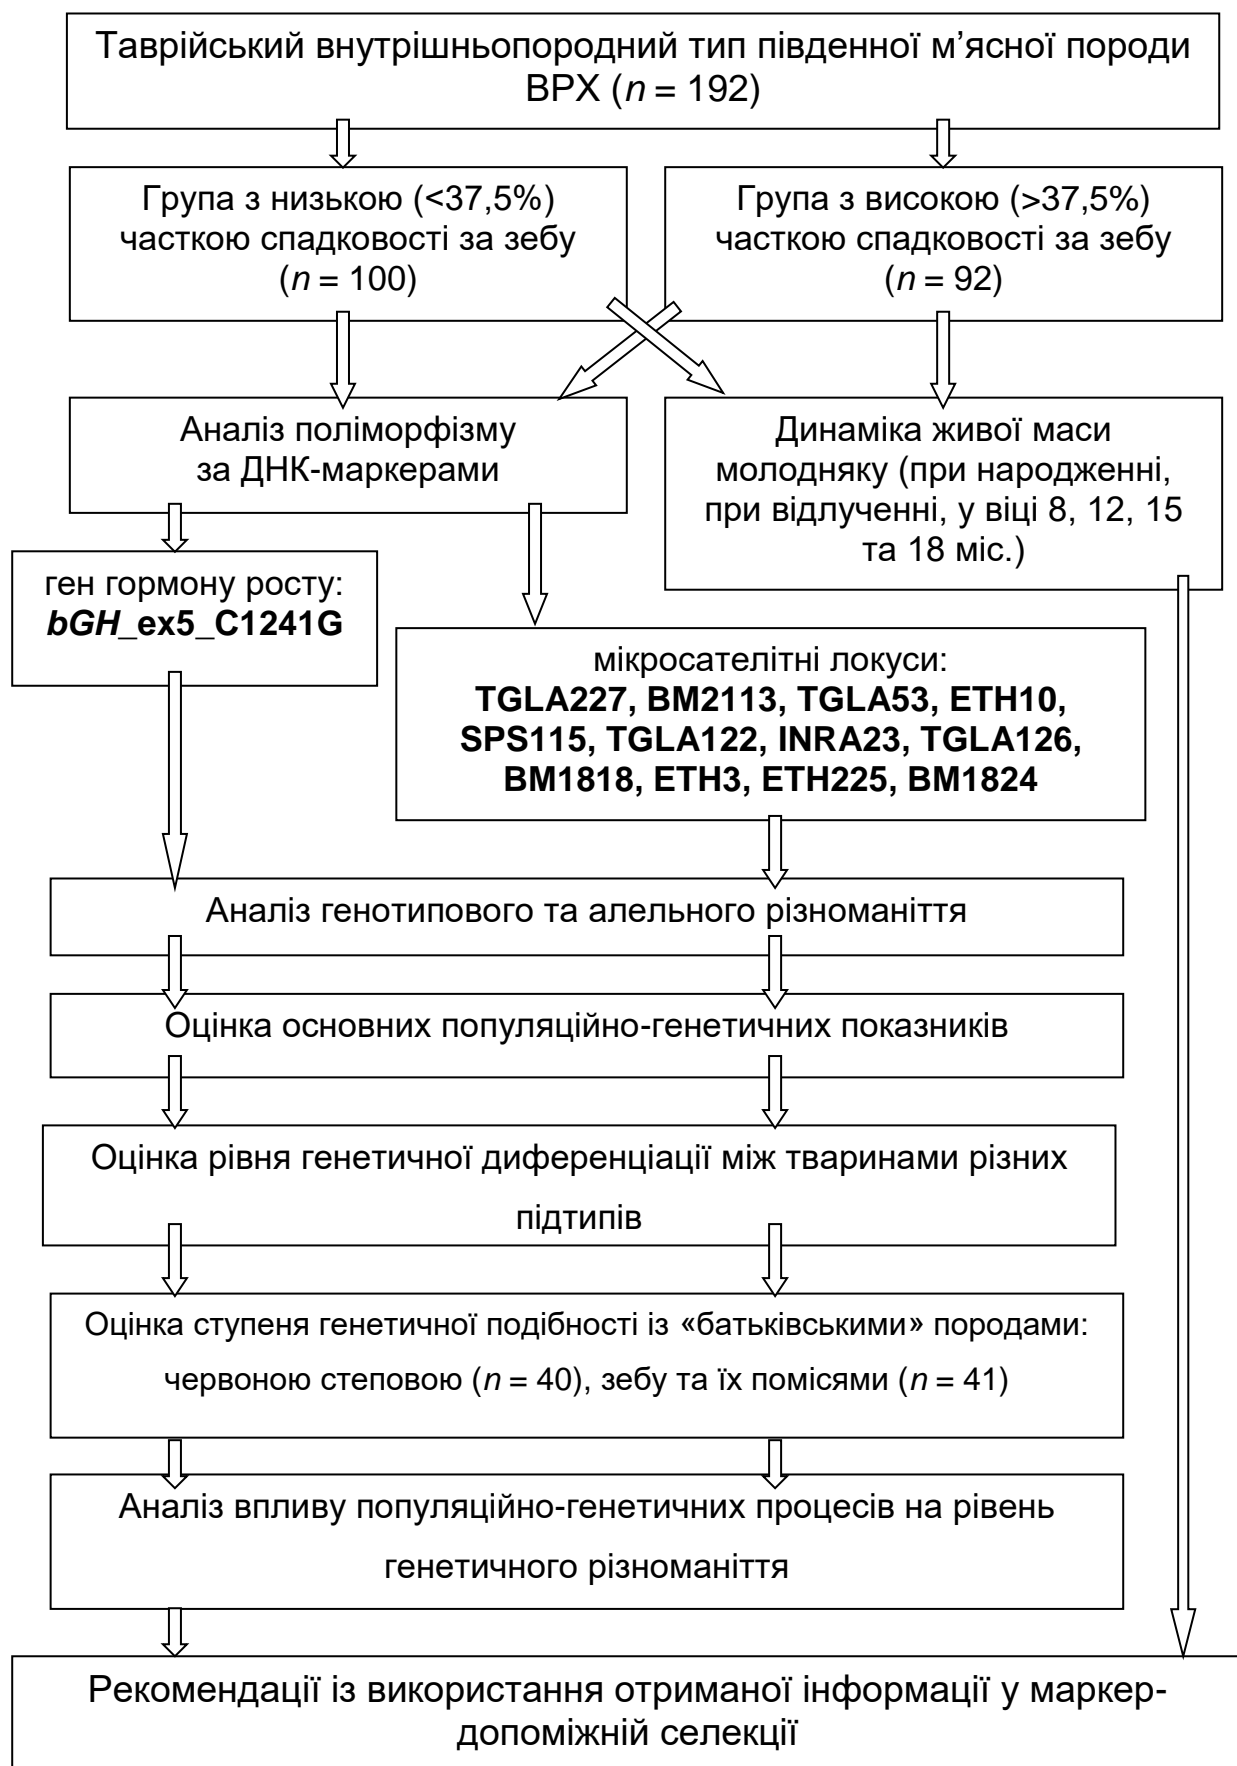 Таврійський внутрішньопородний тип південної м’ясної породи
ВРХ (n = 192)
Група з низькою (<37,5%)
часткою спадковості за зебу
(n = 100)
Група з високою (>37,5%)
часткою спадковості за зебу
(n = 92)
Аналіз поліморфізму
за ДНК-маркерами
Динаміка живої маси
молодняку (при народженні,
при відлученні, у віці 8, 12, 15
та 18 міс.)
ген гормону росту:
bGH_ex5_C1241G
мікросателітні локуси:
TGLA227, BM2113, TGLA53, ETH10,
SPS115, TGLA122, INRA23, TGLA126,
BM1818, ETH3, ETH225, BM1824
Аналіз генотипового та алельного різноманіття
Оцінка основних популяційно-генетичних показників
Оцінка рівня генетичної диференціації між тваринами різних
підтипів
Оцінка ступеня генетичної подібності із «батьківськими» породами:
червоною степовою (n = 40), зебу та їх помісями (n = 41)
Аналіз впливу популяційно-генетичних процесів на рівень
генетичного різноманіття
Рекомендації із використання отриманої інформації у маркер-
допоміжній селекції